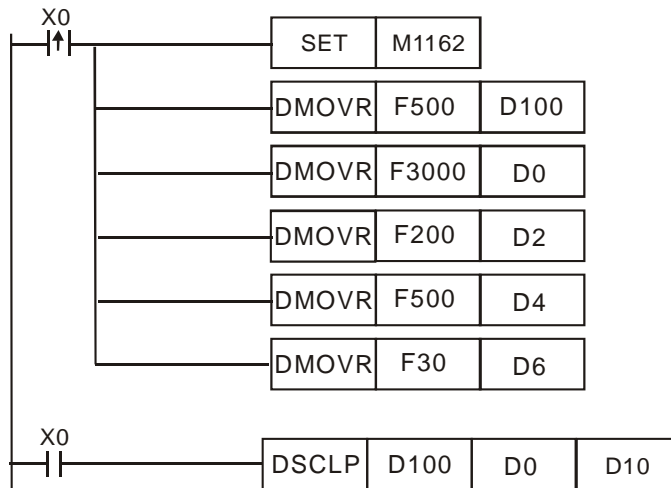 X0
SET M1162
DMOVR F500 D100
DMOVR F3000 D0
DMOVR F200 D2
DMOVR F500 D4
DMOVR F30 D6
X0
DSCLP D100 D0 D10